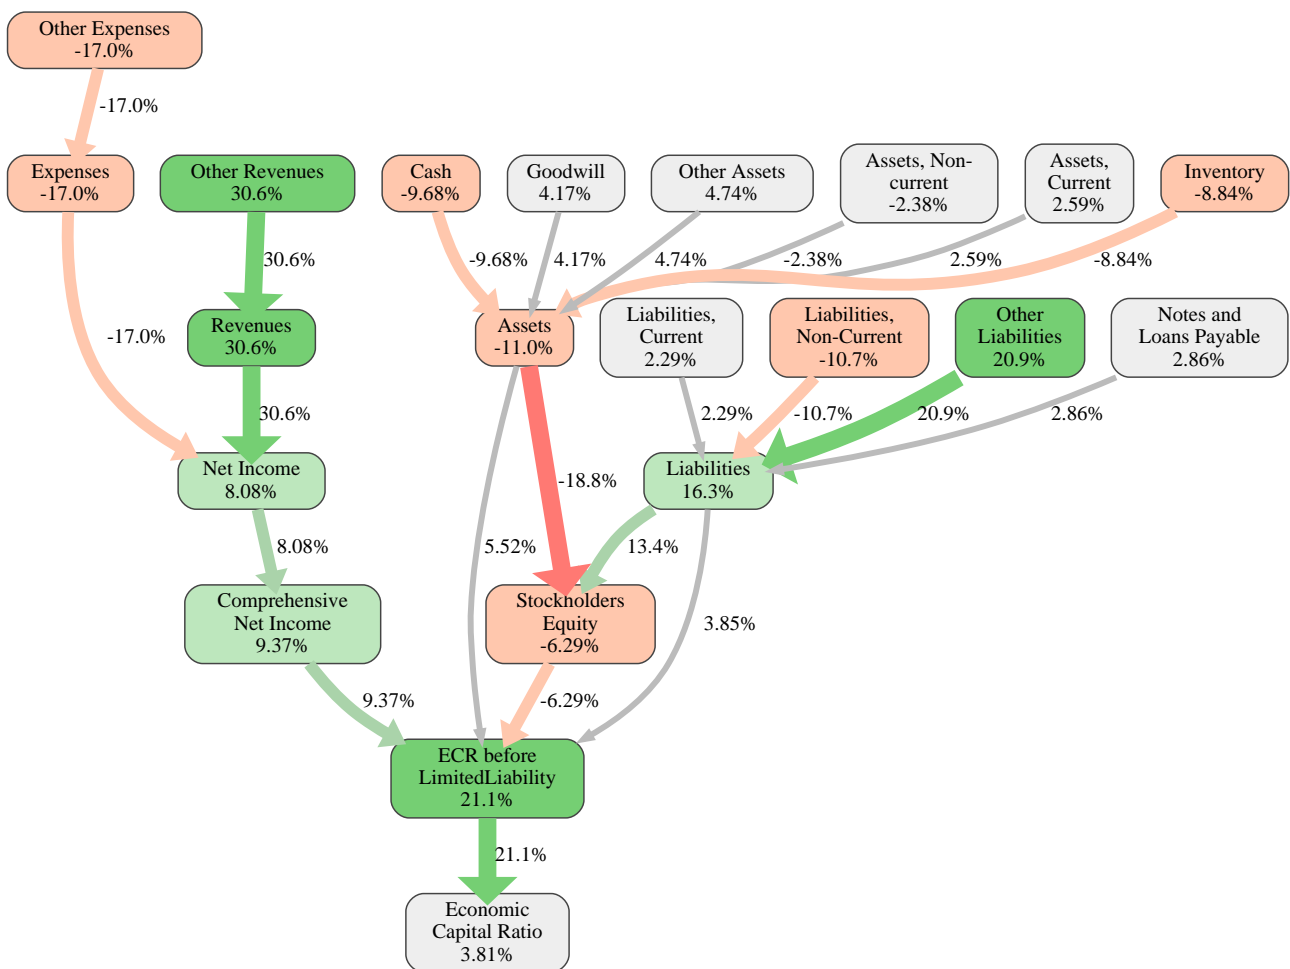 Other Expenses
-17.0%
-17.0%
Expenses
-17.0%
Other Revenues
30.6%
Cash
-9.68%
Goodwill
4.17%
Other Assets
4.74%
Assets, Non-
current
-2.38%
Assets,
Current
2.59%
Inventory
-8.84%
30.6%
-9.68%
4.17%
4.74%
-2.38%
2.59%
-8.84%
-17.0%
Revenues
30.6%
Assets
-11.0%
Liabilities,
Current
2.29%
Liabilities,
Non-Current
-10.7%
Other
Liabilities
20.9%
Notes and
Loans Payable
2.86%
30.6%
2.29%
-10.7%
20.9%
2.86%
Net Income
8.08%
-18.8%
Liabilities
16.3%
8.08%
5.52%
13.4%
Comprehensive
Net Income
9.37%
Stockholders
Equity
-6.29%
3.85%
9.37%
-6.29%
ECR before
LimitedLiability
21.1%
21.1%
Economic
Capital Ratio
3.81%